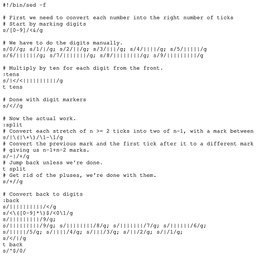 #!/bin/sed -f
# First we need to convert each number into the right number of ticks
# Start by marking digits
s/[0-9]/<&/g
# We have to do the digits manually.
s/0//g; s/1/|/g; s/2/||/g; s/3/|||/g; s/4/||||/g; s/5/|||||/g
s/6/||||||/g; s/7/|||||||/g; s/8/||||||||/g; s/9/|||||||||/g
# Multiply by ten for each digit from the front.
:tens
s/|</<||||||||||/g
t tens
# Done with digit markers
s/<//g
# Now the actual work.
:split
# Convert each stretch of n >= 2 ticks into two of n-1, with a mark between
s/|\(|\+\)/\1-\1/g
# Convert the previous mark and the first tick after it to a different mark
# giving us n-1+n-2 marks.
s/-|/+/g
# Jump back unless we're done.
t split
# Get rid of the pluses, we're done with them.
s/+//g
# Convert back to digits
:back
s/||||||||||/</g
s/<\([0-9]*\)$/<0\1/g
s/|||||||||/9/g;
s/|||||||||/9/g; s/||||||||/8/g; s/|||||||/7/g; s/||||||/6/g;
s/|||||/5/g; s/||||/4/g; s/|||/3/g; s/||/2/g; s/|/1/g;
s/</|/g
t back
s/^$/0/